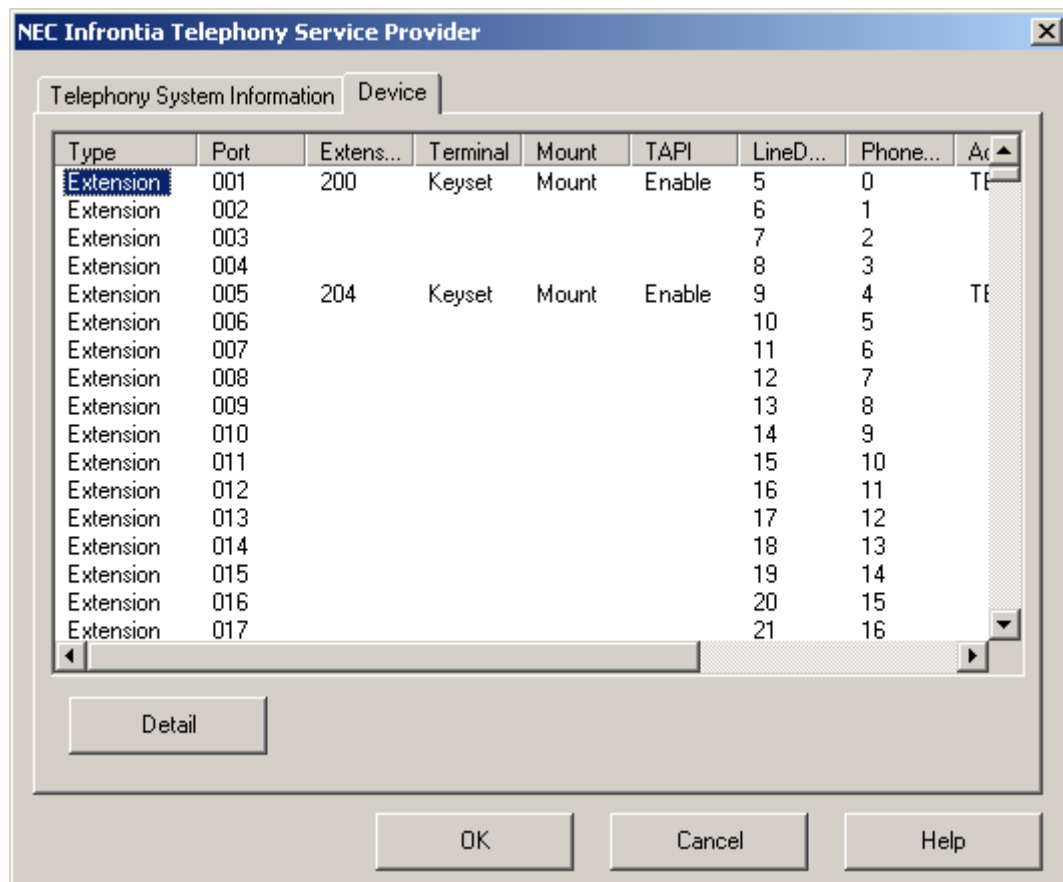 NEC Infrontia Telephony Service Provider
Telephony System Information Device
Type Port Extens... Terminal Mount TAPI LineD... Phone...
Extension 001 200 Keyset Mount Enable 5 0
Extension 002 6 1
Extension 003 7 2
Extension 004 8 3
Extension 005 204 Keyset Mount Enable 9 4
Extension 006 10 5
Extension 007 11 6
Extension 008 12 7
Extension 009 13 8
Extension 010 14 9
Extension 011 15 10
Extension 012 16 11
Extension 013 17 12
Extension 014 18 13
Extension 015 19 14
Extension 016 20 15
Extension 017 21 16
Detail
OK Cancel Help